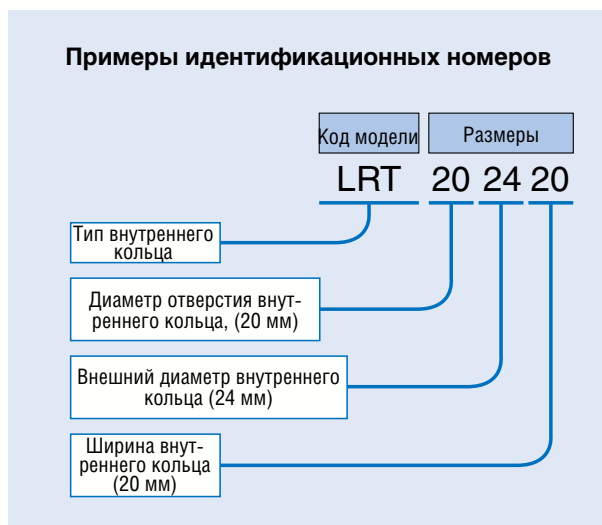 Примеры идентификационных номеров
Код модели
Размеры
LRT 20 24 20
Тип внутреннего
кольца
Диаметр отверстия внут-
реннего кольца, (20 мм)
Внешний диаметр внутреннего
кольца (24 мм)
Ширина внут-
реннего кольца
(20 мм)